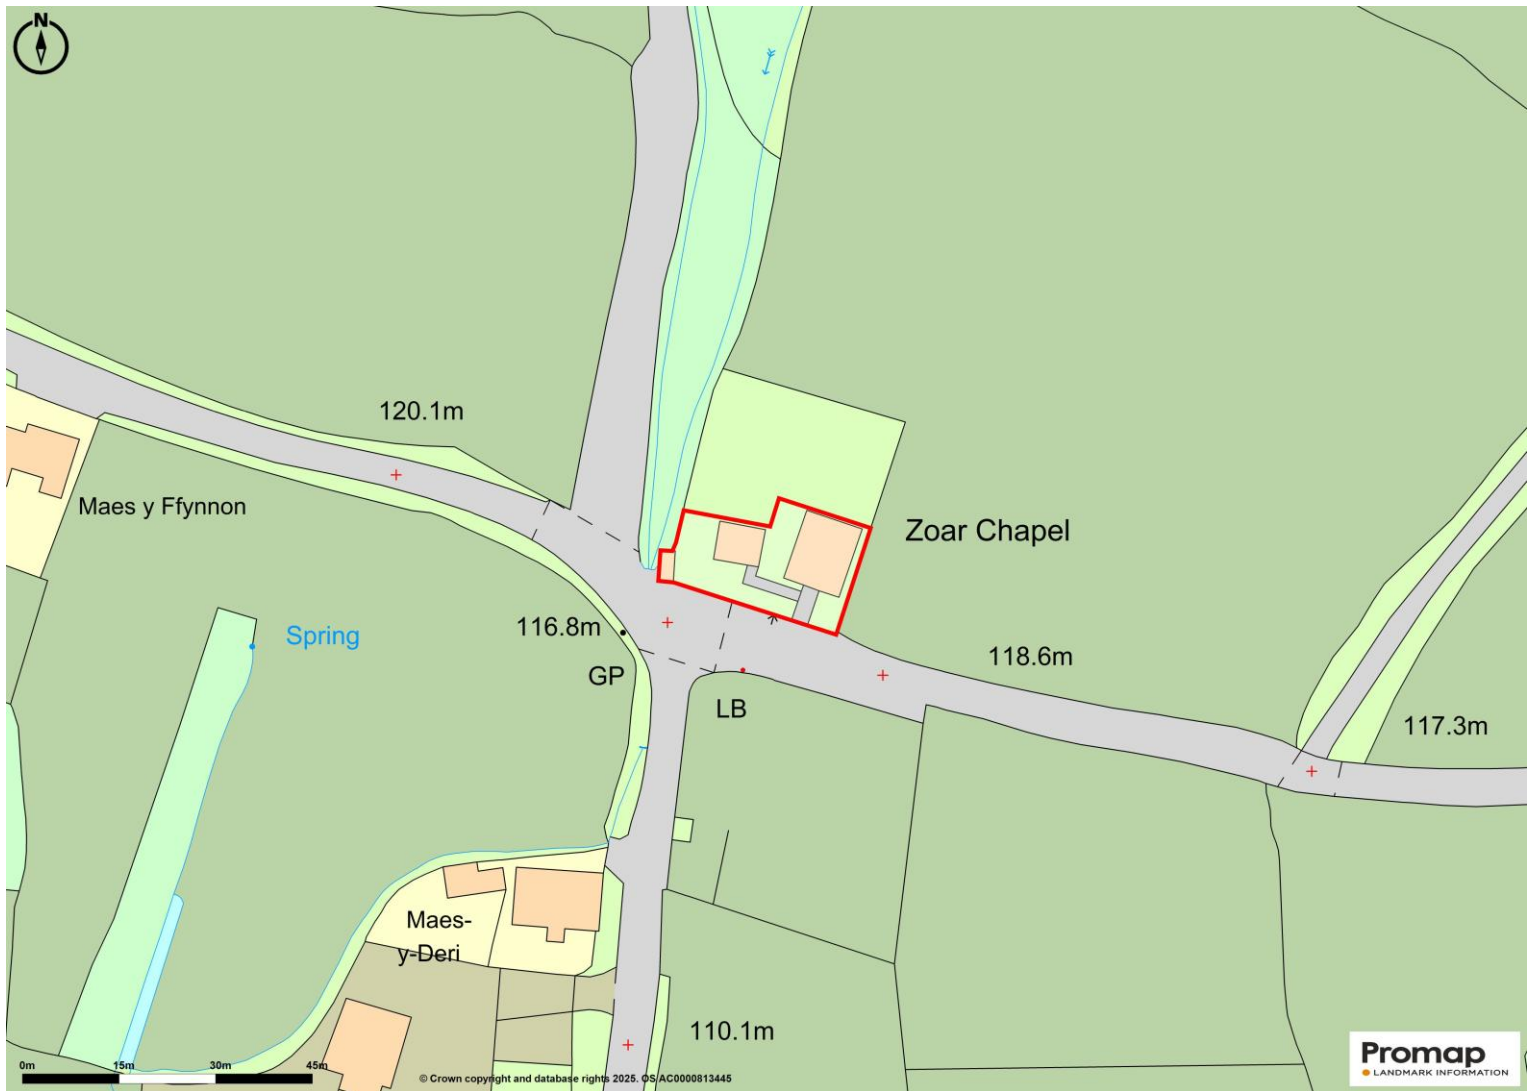 N
120.1m
Maes y Ffynnon
Zoar Chapel
Spring
116.8m
118.6m
GP
LB
117.3m
Maes-
y-Deri
110.1m
0m 15m 30m 45m
© Crown copyright and database rights 2025. OS AC0000813445
Promap
LANDMARK INFORMATION